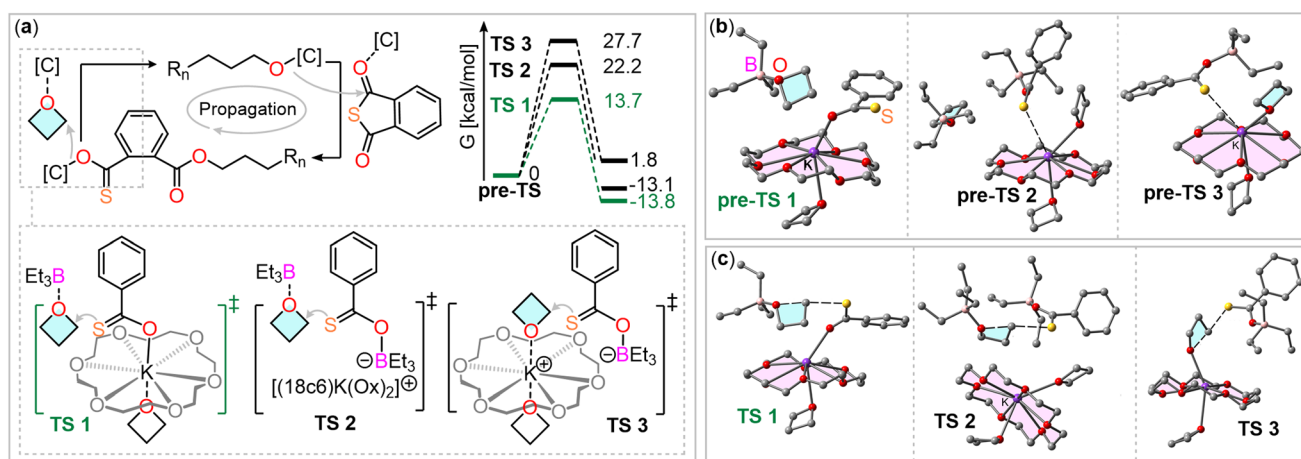 (a)
[C]
O
[C]
O
S
O
O
Rn
Rn
O
[C]
Propagation
[C]
O
S
O
G [kcal/mol]
TS 3
27.7
TS 2
22.2
TS 1
13.7
0
pre-TS
1.8
-13.1
-13.8
Et3B
O
S
O
K
O
O
O
O
O
O
O
‡
TS 1
Et3B
O
S
O
⊖BEt3
[(18c6)K(Ox)2]⊕
‡
TS 2
O
S
O
⊖BEt3
K⊕
O
O
O
O
O
O
O
‡
TS 3
(b)
B
O
S
K
pre-TS 1
K
pre-TS 2
K
pre-TS 3
(c)
TS 1
K
TS 2
TS 3